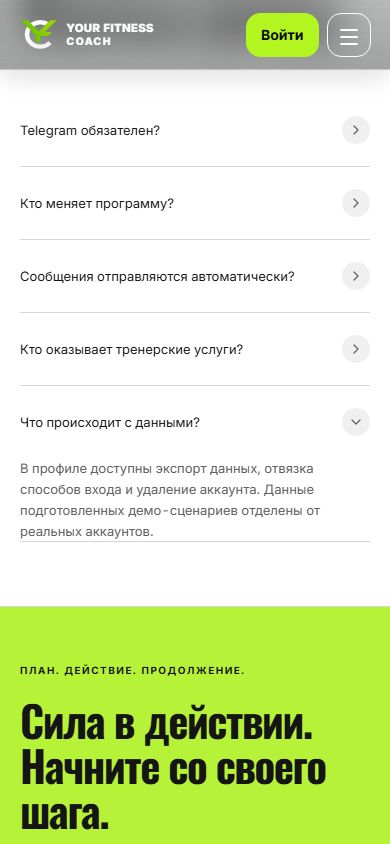 YOUR FITNESS
COACH
Войти
Telegram обязателен?
Кто меняет программу?
Сообщения отправляются автоматически?
Кто оказывает тренерские услуги?
Что происходит с данными?
В профиле доступны экспорт данных, отвязка
способов входа и удаление аккаунта. Данные
подготовленных демо-сценариев отделены от
реальных аккаунтов.
ПЛАН. ДЕЙСТВИЕ. ПРОДОЛЖЕНИЕ.
Сила в действии.
Начните со своего
шага.